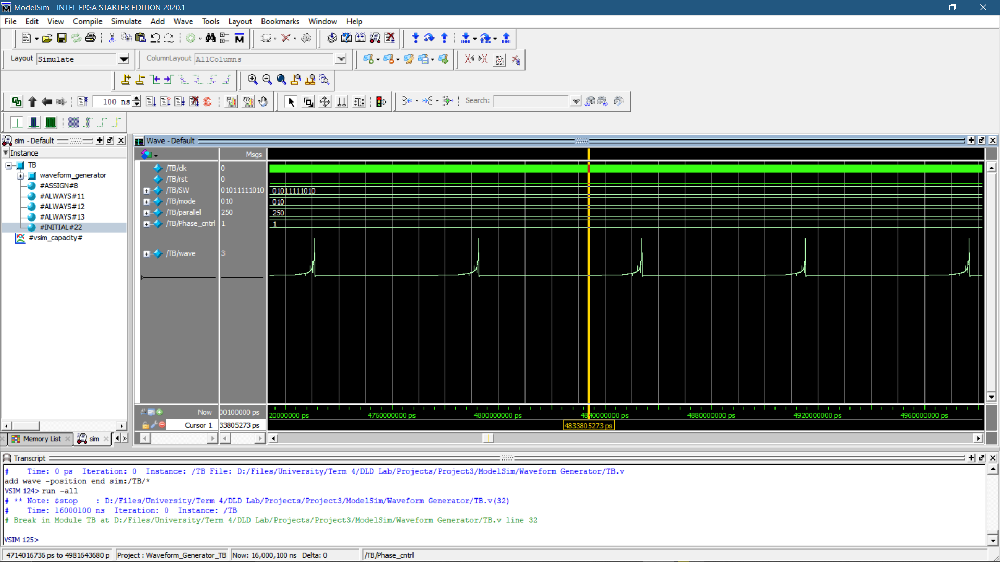 ModelSim - INTEL FPGA STARTER EDITION 2020.1
File Edit View Compile Simulate Add Wave Tools Layout Bookmarks Window Help
Layout Simulate ColumnLayout AllColumns
100 ns Search:
sim - Default
Instance
TB
waveform_generator
#ASSIGN#8
#ALWAYS#11
#ALWAYS#12
#ALWAYS#13
#INITIAL#22
#vsim_capacity#
Memory List sim
Wave - Default
Msgs
/TB/clk 0
/TB/rst 0
/TB/SW 01011111010 01011111010
/TB/mode 010 010
/TB/parallel 250 250
/TB/Phase_cntrl 1 1
/TB/wave 3
Now 00100000 ps 20000000 ps 4760000000 ps 4800000000 ps 4840000000 ps 4880000000 ps 4920000000 ps 4960000000 ps
Cursor 1 33805273 ps 4833805273 ps
Transcript
# Time: 0 ps Iteration: 0 Instance: /TB File: D:/Files/University/Term 4/DLD Lab/Projects/Project3/ModelSim/Waveform Generator/TB.v
add wave -position end sim:/TB/*
VSIM 124> run -all
# ** Note: $stop : D:/Files/University/Term 4/DLD Lab/Projects/Project3/ModelSim/Waveform Generator/TB.v(32)
# Time: 16000100 ns Iteration: 0 Instance: /TB
# Break in Module TB at D:/Files/University/Term 4/DLD Lab/Projects/Project3/ModelSim/Waveform Generator/TB.v line 32
VSIM 125>
4714016736 ps to 4981643680 p Project : Waveform_Generator_TB Now: 16,000,100 ns Delta: 0 /TB/Phase_cntrl